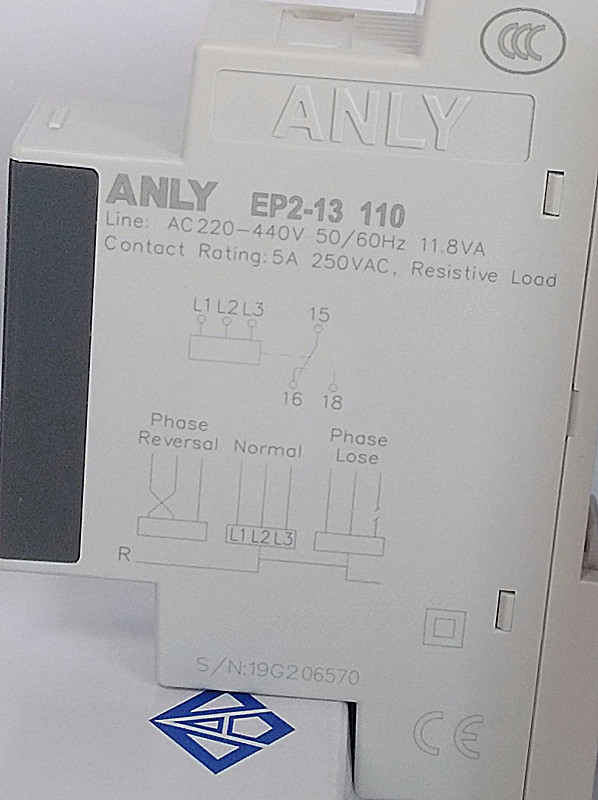 CCC
ANLY
ANLY EP2-13 110
Line: AC220-440V 50/60Hz 11.8VA
Contact Rating:5A 250VAC, Resistive Load
L1 L2 L3
15
16 18
Phase Reversal
Normal
Phase Lose
L1 L2 L3
R
S/N:19G206570
CE